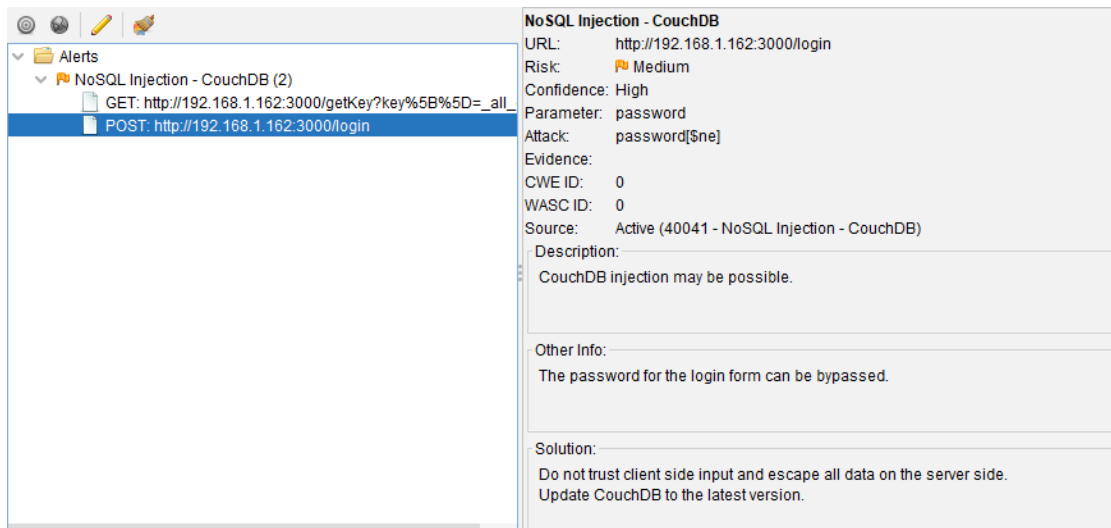 Alerts
NoSQL Injection - CouchDB (2)
GET: http://192.168.1.162:3000/getKey?key%5B%5D=_all_
POST: http://192.168.1.162:3000/login
NoSQL Injection - CouchDB
URL: http://192.168.1.162:3000/login
Risk: Medium
Confidence: High
Parameter: password
Attack: password[$ne]
Evidence:
CWE ID: 0
WASC ID: 0
Source: Active (40041 - NoSQL Injection - CouchDB)
Description:
CouchDB injection may be possible.
Other Info:
The password for the login form can be bypassed.
Solution:
Do not trust client side input and escape all data on the server side.
Update CouchDB to the latest version.